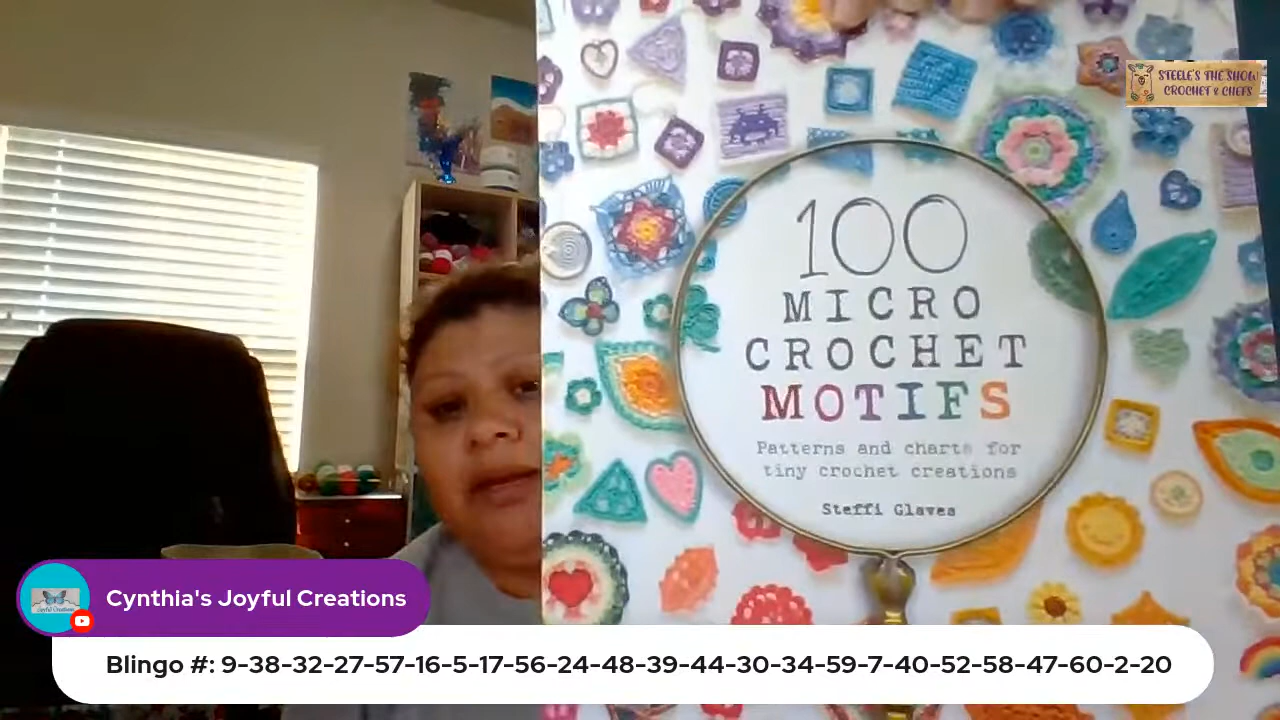 STEELE'S THE SHOW
CROCHET & CHEFS
100
MICRO
CROCHET
MOTIFS
Patterns and charts for
tiny crochet creations
Steffi Glaves
Cynthia's Joyful Creations
Blingo #: 9-38-32-27-57-16-5-17-56-24-48-39-44-30-34-59-7-40-52-58-47-60-2-20